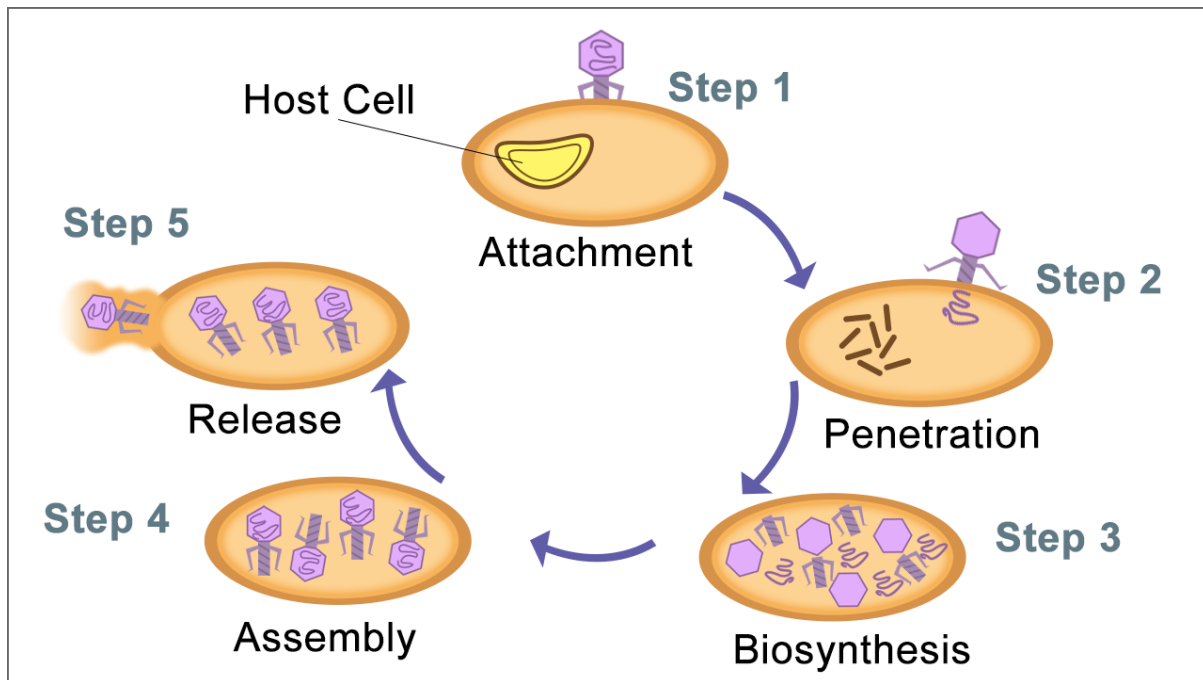 Step 1
Host Cell
Attachment
Step 2
Penetration
Step 3
Biosynthesis
Step 4
Assembly
Step 5
Release